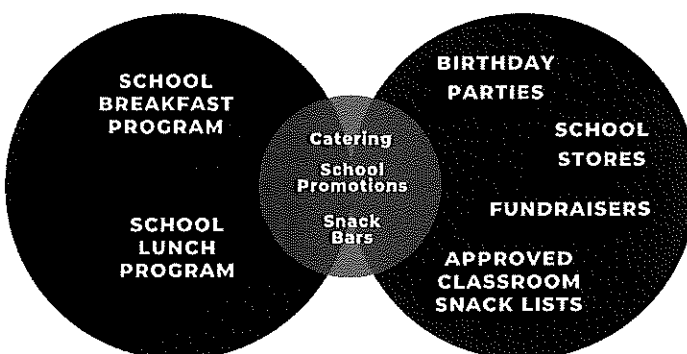 SCHOOL
BREAKFAST
PROGRAM
SCHOOL
LUNCH
PROGRAM
Catering
School
Promotions
Snack
Bars
BIRTHDAY
PARTIES
SCHOOL
STORES
FUNDRAISERS
APPROVED
CLASSROOM
SNACK LISTS